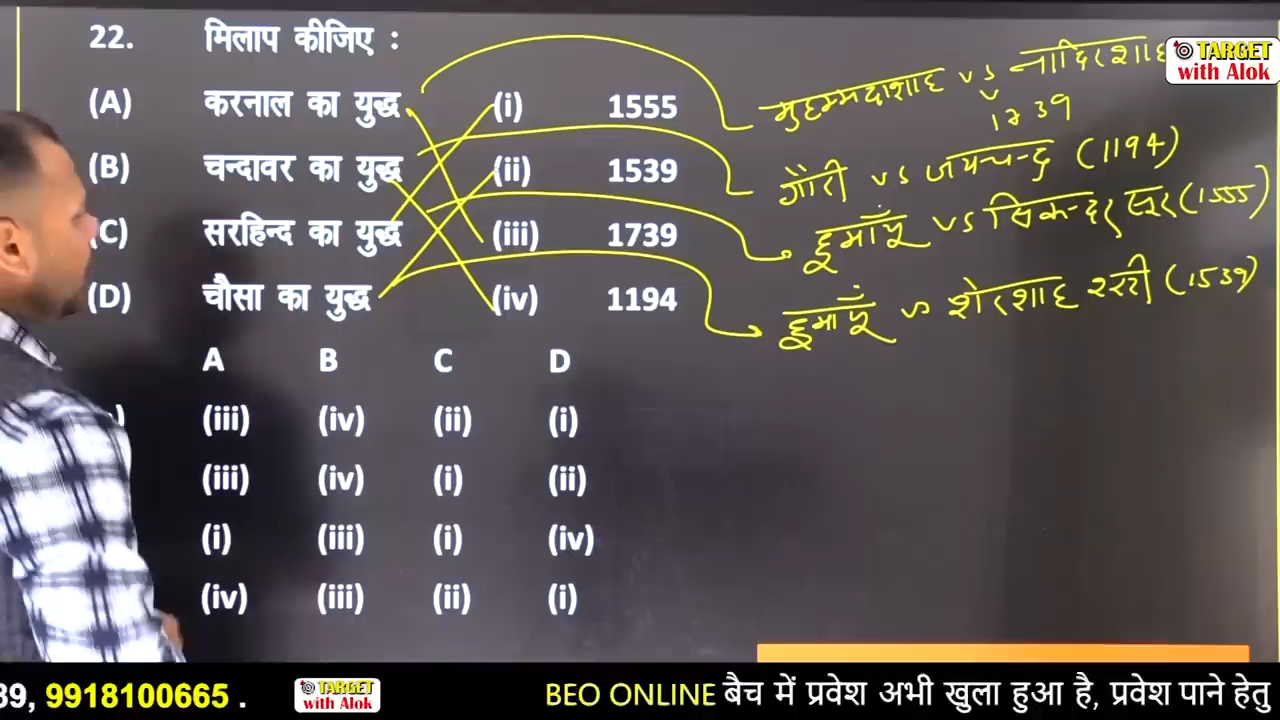 22. मिलाप कीजिए :
(A) करनाल का युद्ध (i) 1555
(B) चन्दावर का युद्ध (ii) 1539
(C) सरहिन्द का युद्ध (iii) 1739
(D) चौसा का युद्ध (iv) 1194
A B C D
(iii) (iv) (ii) (i)
(iii) (iv) (i) (ii)
(i) (iii) (i) (iv)
(iv) (iii) (ii) (i)
vs नादिरशाह
1739
गौरी vs जयचन्द्र (1194)
हुमायूँ vs सिकन्दर सूर (1555)
हुमायूँ vs शेरशाह (1539)
TARGET
with Alok
39, 9918100665 .
TARGET
with Alok
BEO ONLINE बैच में प्रवेश अभी खुला हुआ है, प्रवेश पाने हेतु